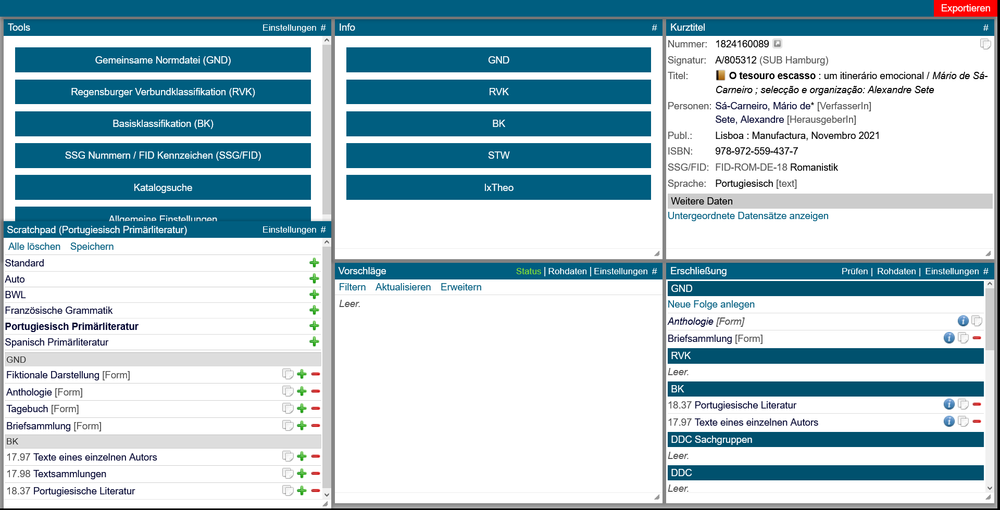 Exportieren
Tools Einstellungen #
Gemeinsame Normdatei (GND)
Regensburger Verbundklassifikation (RVK)
Basisklassifikation (BK)
SSG Nummern / FID Kennzeichen (SSG/FID)
Katalogsuche
Allgemeine Einstellungen
Scratchpad (Portugiesisch Primärliteratur) Einstellungen #
Alle löschen Speichern
Standard
Auto
BWL
Französische Grammatik
Portugiesisch Primärliteratur
Spanisch Primärliteratur
GND
Fiktionale Darstellung [Form]
Anthologie [Form]
Tagebuch [Form]
Briefsammlung [Form]
BK
17.97 Texte eines einzelnen Autors
17.98 Textsammlungen
18.37 Portugiesische Literatur
Info #
GND
RVK
BK
STW
IxTheo
Vorschläge Status | Rohdaten | Einstellungen #
Filtern Aktualisieren Erweitern
Leer.
Kurztitel #
Nummer: 1824160089
Signatur: A/805312 (SUB Hamburg)
Titel: O tesouro escasso : um itinerário emocional / Mário de Sá-
Carneiro ; selecção e organização: Alexandre Sete
Personen: Sá-Carneiro, Mário de* [VerfasserIn]
Sete, Alexandre [HerausgeberIn]
Publ.: Lisboa : Manufactura, Novembro 2021
ISBN: 978-972-559-437-7
SSG/FID: FID-ROM-DE-18 Romanistik
Sprache: Portugiesisch [text]
Weitere Daten
Untergeordnete Datensätze anzeigen
Erschließung Prüfen | Rohdaten | Einstellungen #
GND
Neue Folge anlegen
Anthologie [Form]
Briefsammlung [Form]
RVK
Leer.
BK
18.37 Portugiesische Literatur
17.97 Texte eines einzelnen Autors
DDC Sachgruppen
Leer.
DDC
Leer.